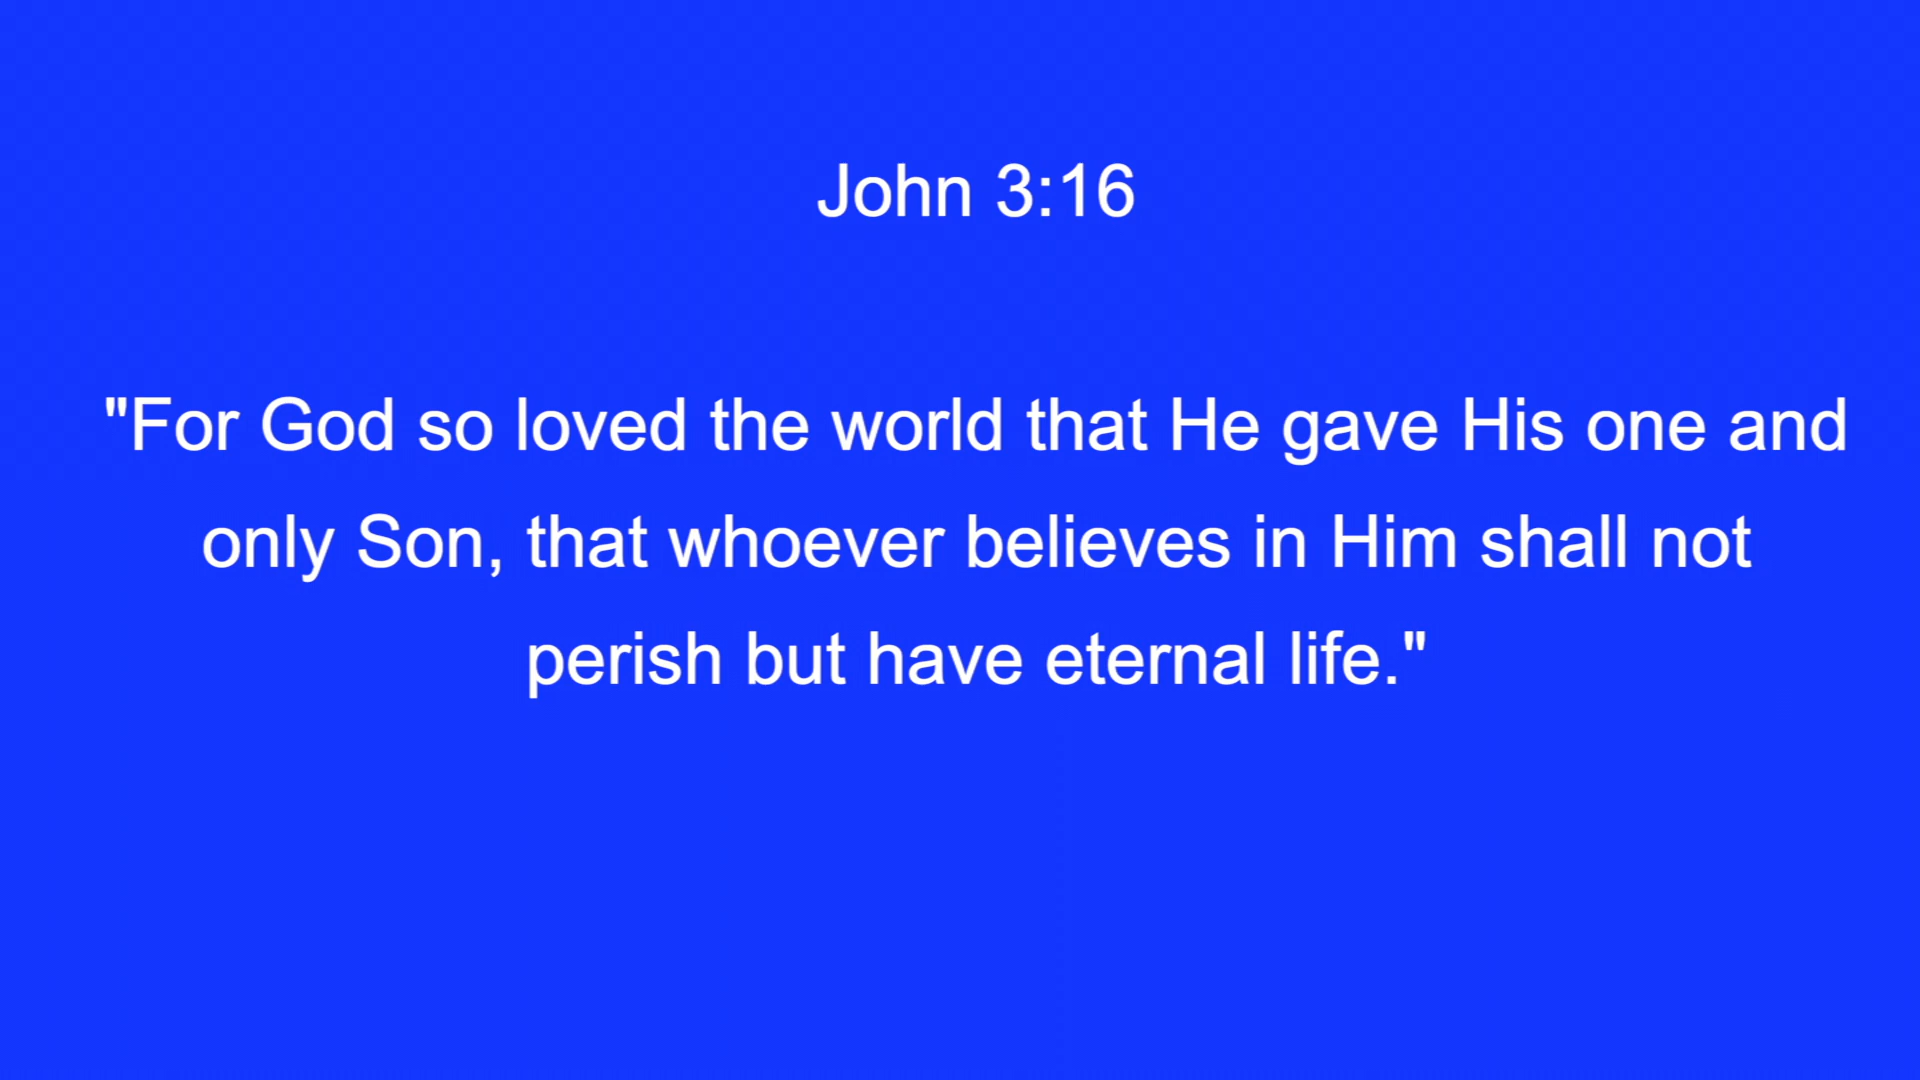 John 3:16
"For God so loved the world that He gave His one and
only Son, that whoever believes in Him shall not
perish but have eternal life."